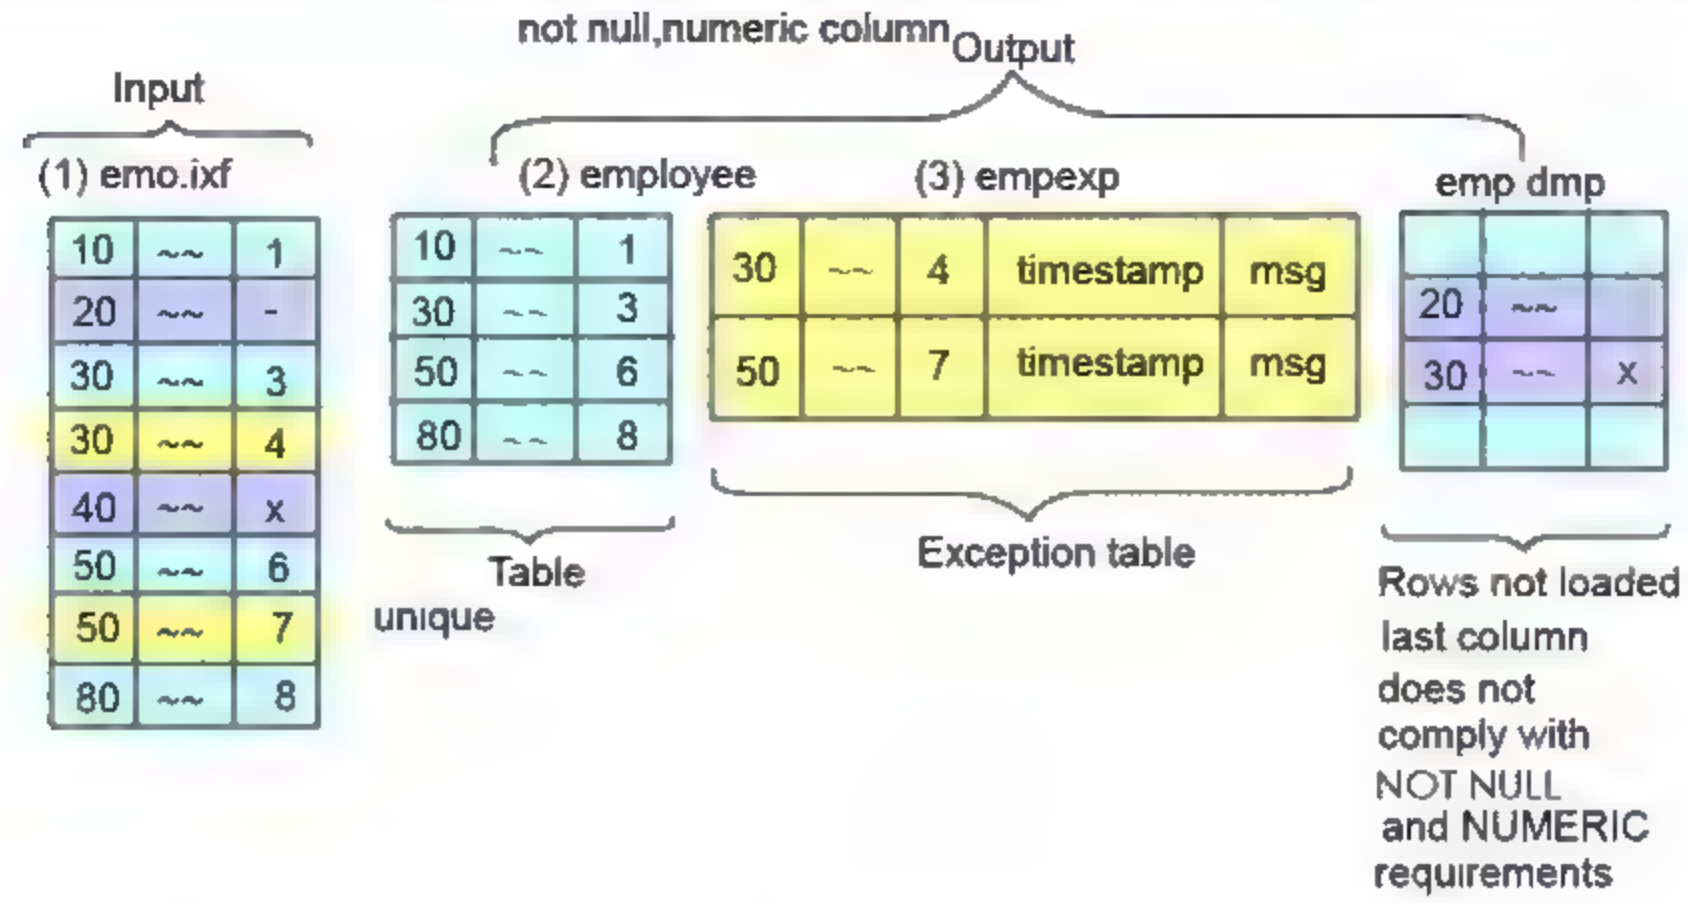 not null,numeric column
Output
Input
(1) emo.ixf
(2) employee
(3) empexp
emp dmp
10 ~~ 1
20 ~~ -
30 ~~ 3
30 ~~ 4
40 ~~ x
50 ~~ 6
50 ~~ 7
80 ~~ 8
10 ~~ 1
30 ~~ 3
50 ~~ 6
80 ~~ 8
30 ~~ 4 timestamp msg
50 ~~ 7 timestamp msg
20 ~~
30 ~~ x
Table
unique
Exception table
Rows not loaded
last column
does not
comply with
NOT NULL
and NUMERIC
requirements